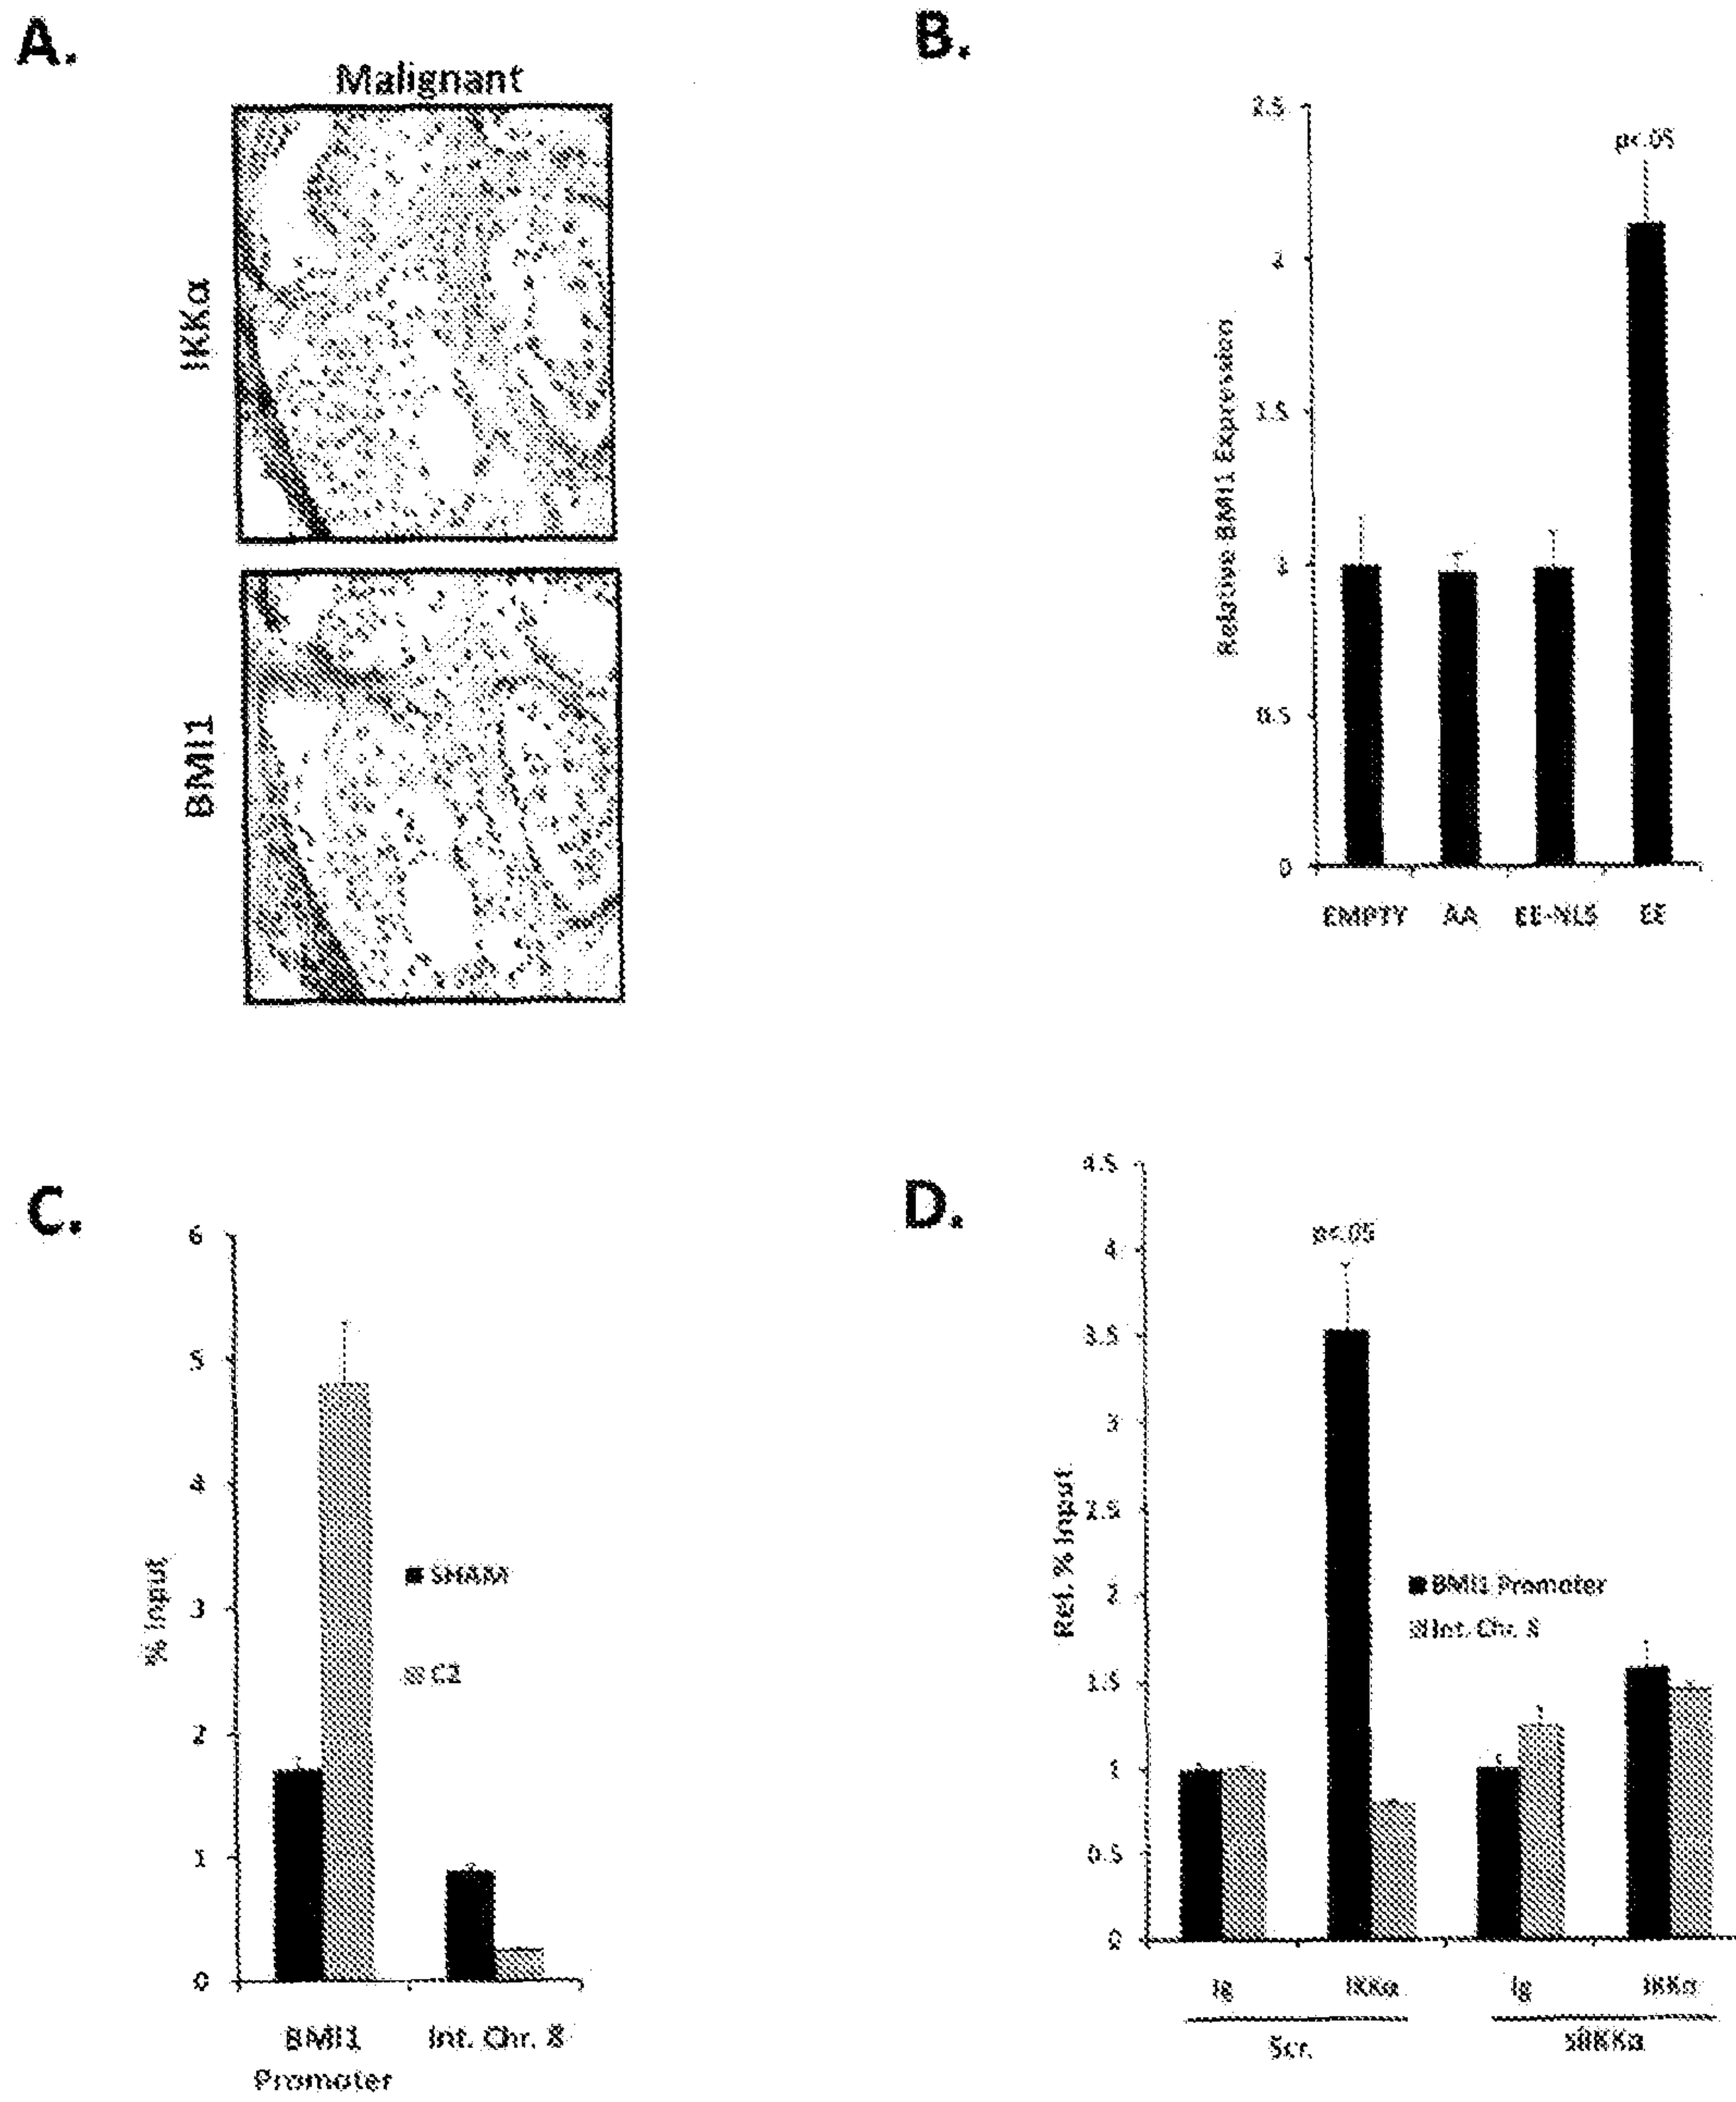 A.
Malignant
IKKα
BMI1
B.
2.5
2
1.5
1
0.5
0
Relative BMI1 Expression
p<.05
EMPTY AA EE-NLS EE
C.
6
5
4
3
2
1
0
% Input
SHAM
C2
BMI1
Promoter
Int. Chr. 8
D.
4.5
4
3.5
3
2.5
2
1.5
1
0.5
0
Rel. % Input
p<.05
BMI1 Promoter
Int. Chr. 8
Ig IKKα Ig IKKα
Scr. siIKKα